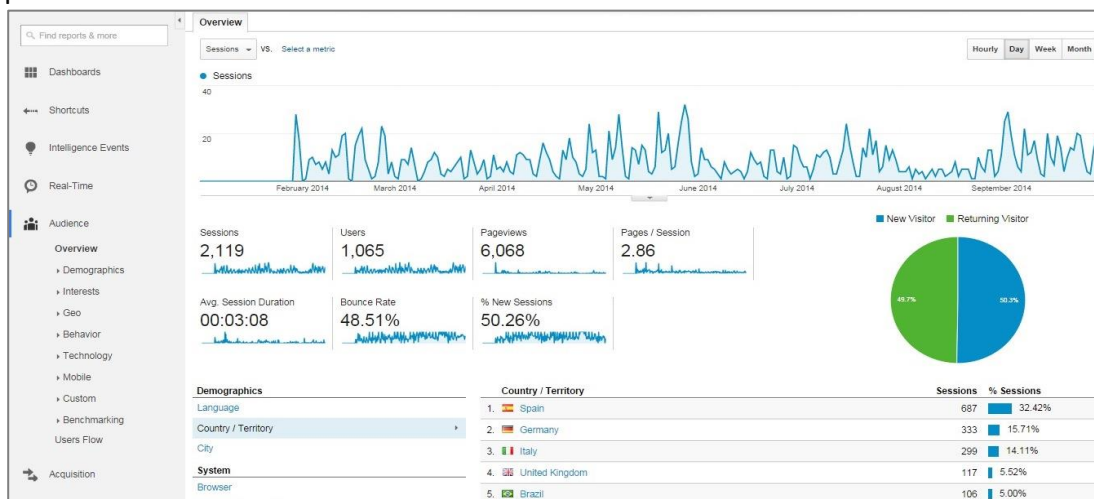 Overview
Find reports & more
Sessions VS. Select a metric
Hourly Day Week Month
Dashboards
Sessions
40
Shortcuts
20
Intelligence Events
Real-Time
February 2014 March 2014 April 2014 May 2014 June 2014 July 2014 August 2014 September 2014
Audience
Overview
Demographics
Interests
Geo
Behavior
Technology
Mobile
Custom
Benchmarking
Users Flow
Acquisition
New Visitor Returning Visitor
Sessions Users Pageviews Pages / Session
2,119 1,065 6,068 2.86
49.7% 50.3%
Avg. Session Duration Bounce Rate % New Sessions
00:03:08 48.51% 50.26%
Demographics
Language
Country / Territory
City
System
Browser
Country / Territory Sessions % Sessions
1. Spain 687 32.42%
2. Germany 333 15.71%
3. Italy 299 14.11%
4. United Kingdom 117 5.52%
5. Brazil 106 5.00%